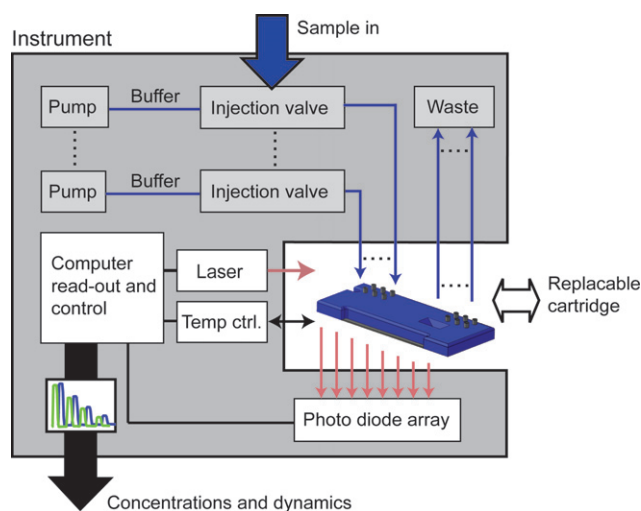 Sample in
Instrument
Pump
Buffer
Injection valve
Waste
Pump
Buffer
Injection valve
Computer
read-out and
control
Laser
Temp ctrl.
Replacable
cartridge
Photo diode array
Concentrations and dynamics